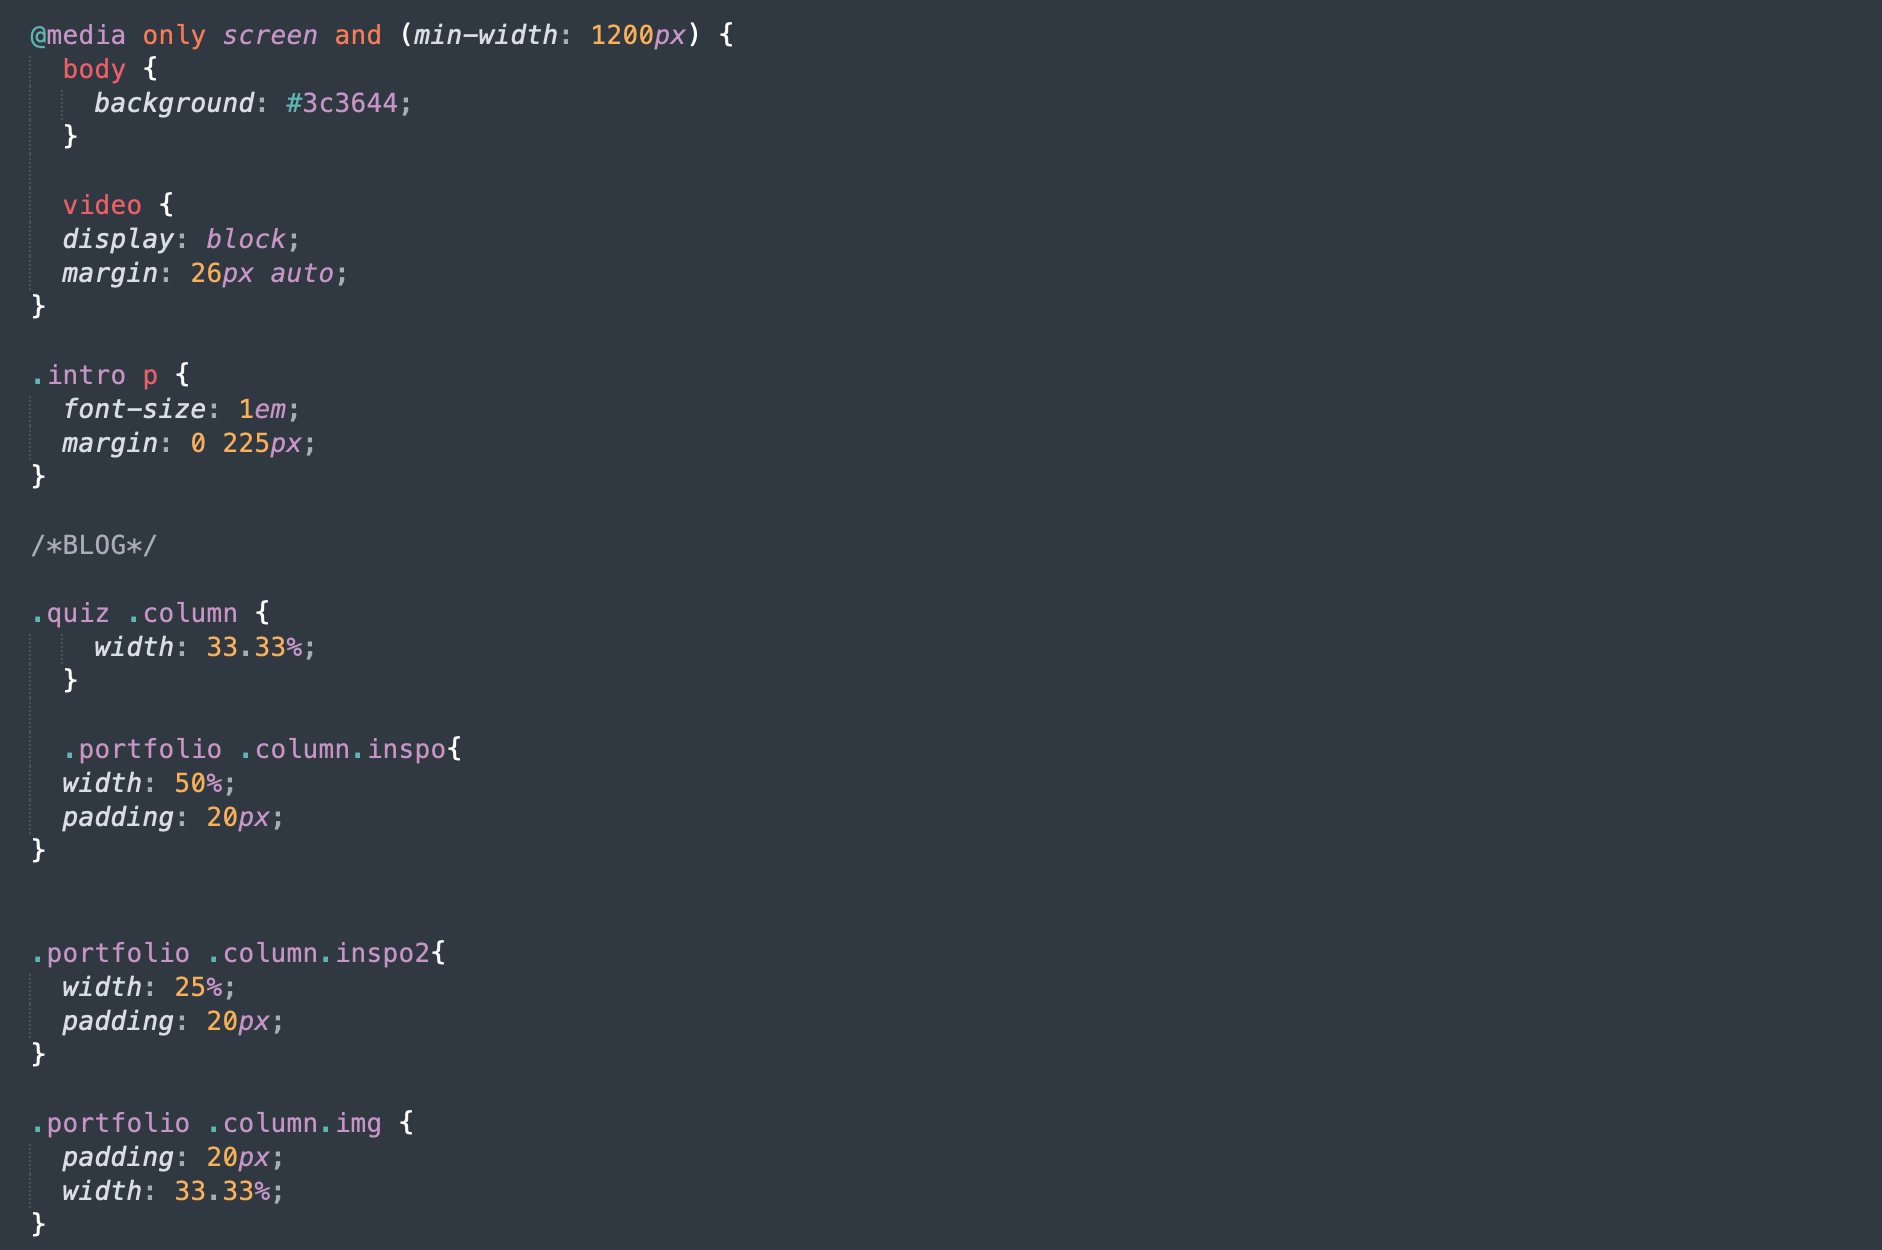 @media only screen and (min-width: 1200px) {
  body {
    background: #3c3644;
  }

  video {
  display: block;
  margin: 26px auto;
}

.intro p {
  font-size: 1em;
  margin: 0 225px;
}

/*BLOG*/

.quiz .column {
    width: 33.33%;
  }

  .portfolio .column.inspo{
  width: 50%;
  padding: 20px;
}


.portfolio .column.inspo2{
  width: 25%;
  padding: 20px;
}

.portfolio .column.img {
  padding: 20px;
  width: 33.33%;
}